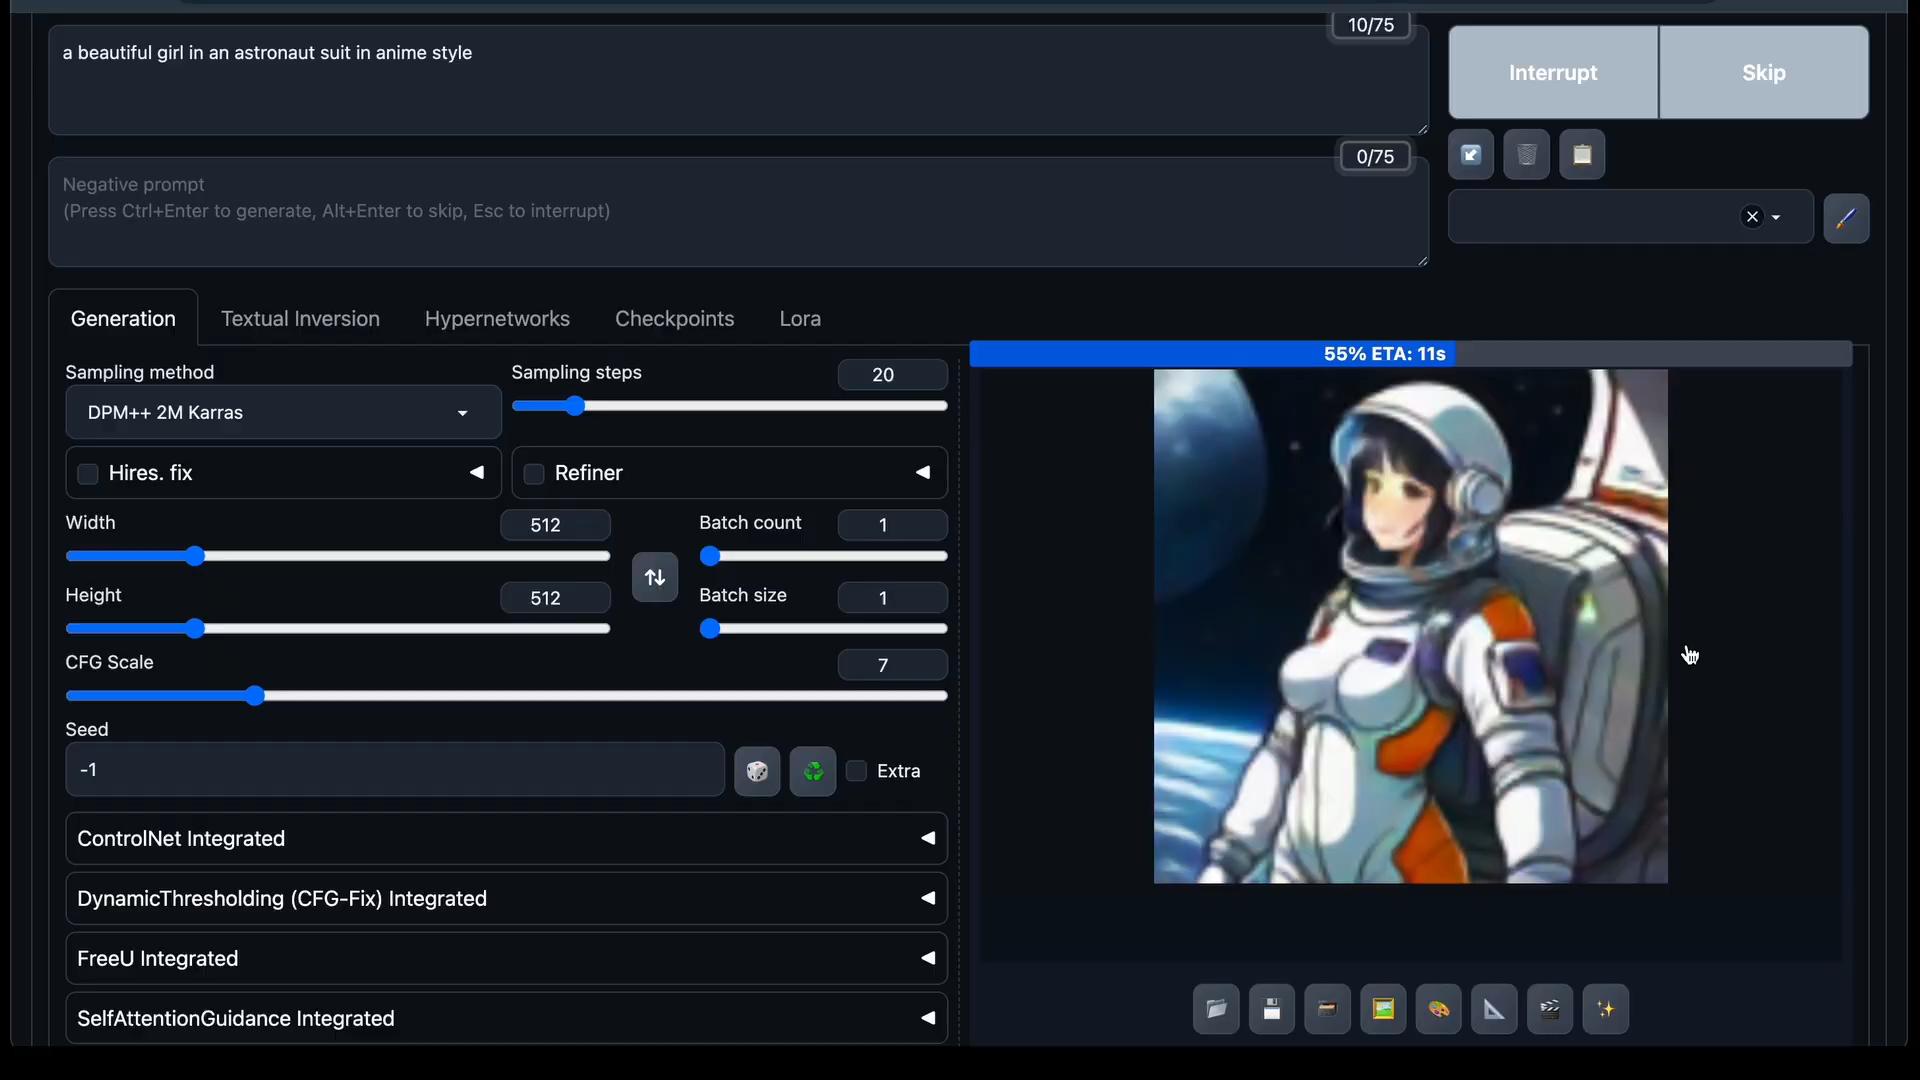 a beautiful girl in an astronaut suit in anime style
10/75
Interrupt
Skip
Negative prompt
(Press Ctrl+Enter to generate, Alt+Enter to skip, Esc to interrupt)
0/75
Generation
Textual Inversion
Hypernetworks
Checkpoints
Lora
Sampling method
DPM++ 2M Karras
Sampling steps
20
Hires. fix
Refiner
Width
512
Batch count
1
Height
512
Batch size
1
CFG Scale
7
Seed
-1
Extra
ControlNet Integrated
DynamicThresholding (CFG-Fix) Integrated
FreeU Integrated
SelfAttentionGuidance Integrated
55% ETA: 11s